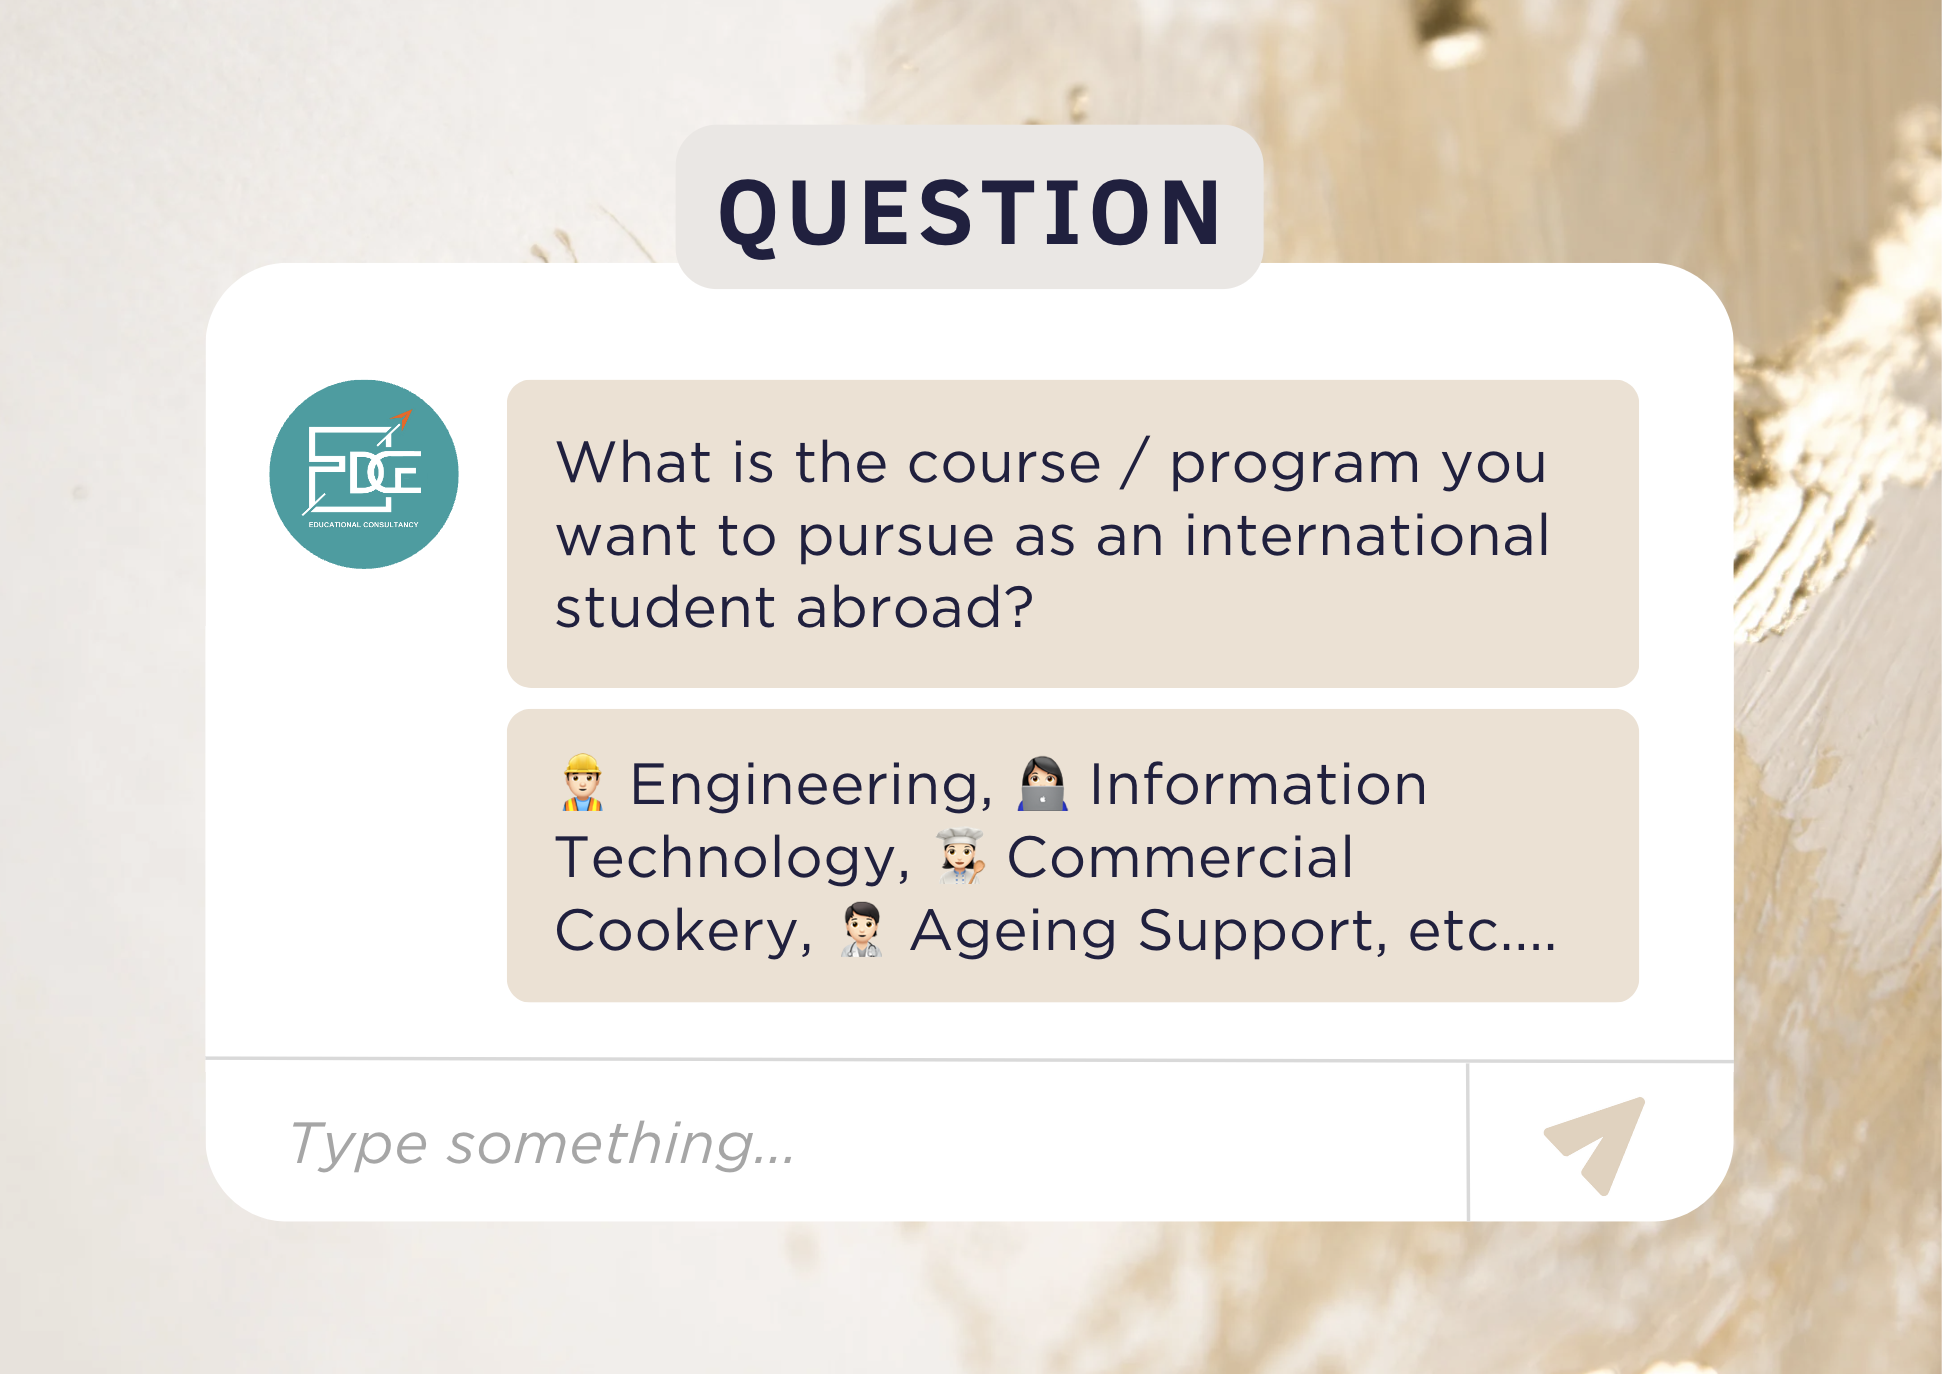 QUESTION
EDGE
EDUCATIONAL CONSULTANCY
What is the course / program you
want to pursue as an international
student abroad?
👷🏻‍♂️ Engineering, 👩🏻‍💻 Information
Technology, 👩🏻‍🍳 Commercial
Cookery, 🧑🏻‍⚕️ Ageing Support, etc....
Type something...